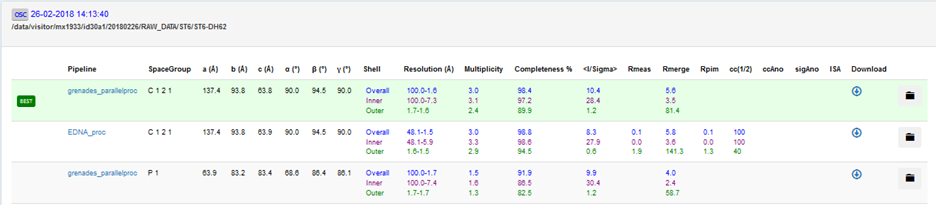 OSC 26-02-2018 14:13:40
/data/visitor/mx1933/id30a1/20180226/RAW_DATA/ST6/ST6-DH62
Pipeline SpaceGroup a (Å) b (Å) c (Å) α (°) β (°) γ (°) Shell Resolution (Å) Multiplicity Completeness % <I/Sigma> Rmeas Rmerge Rpim cc(1/2) ccAno sigAno ISA Download
grenades_parallelproc C 1 2 1 137.4 93.8 63.8 90.0 94.5 90.0 Overall 100.0-1.6 3.0 98.4 10.4 5.6
BEST Inner 100.0-7.3 3.1 97.2 28.4 3.5
Outer 1.7-1.6 2.4 89.9 1.2 81.4
EDNA_proc C 1 2 1 137.4 93.8 63.9 90.0 94.5 90.0 Overall 48.1-1.5 3.0 98.8 8.3 0.1 5.8 0.1 100
Inner 48.1-5.9 3.3 98.6 27.9 0.0 3.6 0.0 100
Outer 1.6-1.5 2.9 94.5 0.6 1.9 141.3 1.3 40
grenades_parallelproc P 1 63.9 83.2 83.4 68.6 86.4 86.1 Overall 100.0-1.7 1.5 91.9 9.9 4.0
Inner 100.0-7.4 1.6 86.5 30.4 2.4
Outer 1.7-1.7 1.3 82.5 1.2 58.7